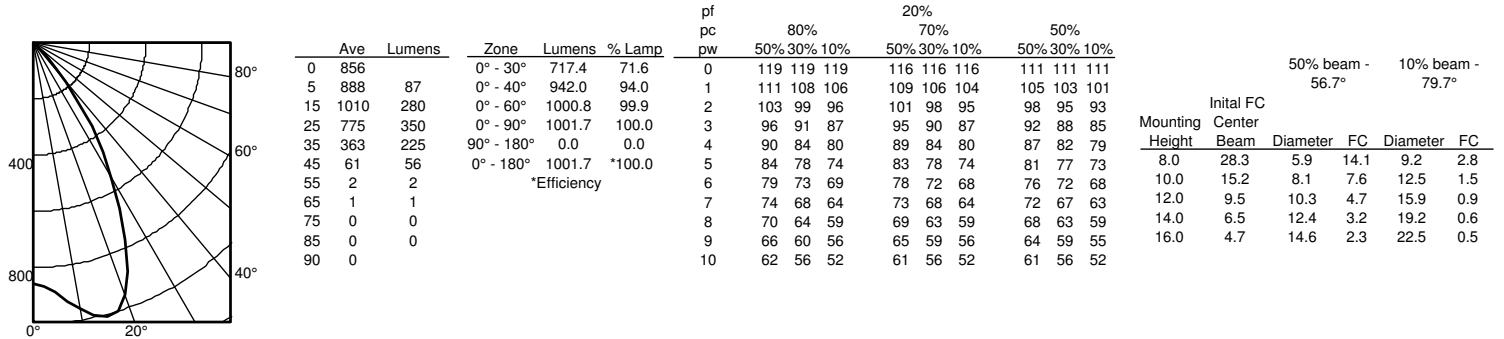 80°
60°
40°
400
800
0° 20°
Ave Lumens
0 856
5 888 87
15 1010 280
25 775 350
35 363 225
45 61 56
55 2 2
65 1 1
75 0 0
85 0 0
90 0
Zone Lumens % Lamp
0° - 30° 717.4 71.6
0° - 40° 942.0 94.0
0° - 60° 1000.8 99.9
0° - 90° 1001.7 100.0
90° - 180° 0.0 0.0
0° - 180° 1001.7 *100.0
*Efficiency
pf 20%
pc 80% 70% 50%
pw 50% 30% 10% 50% 30% 10% 50% 30% 10%
0 119 119 119 116 116 116 111 111 111
1 111 108 106 109 106 104 105 103 101
2 103 99 96 101 98 95 98 95 93
3 96 91 87 95 90 87 92 88 85
4 90 84 80 89 84 80 87 82 79
5 84 78 74 83 78 74 81 77 73
6 79 73 69 78 72 68 76 72 68
7 74 68 64 73 68 64 72 67 63
8 70 64 59 69 63 59 68 63 59
9 66 60 56 65 59 56 64 59 55
10 62 56 52 61 56 52 61 56 52
50% beam - 10% beam -
56.7° 79.7°
Inital FC
Mounting Center
Height Beam Diameter FC Diameter FC
8.0 28.3 5.9 14.1 9.2 2.8
10.0 15.2 8.1 7.6 12.5 1.5
12.0 9.5 10.3 4.7 15.9 0.9
14.0 6.5 12.4 3.2 19.2 0.6
16.0 4.7 14.6 2.3 22.5 0.5